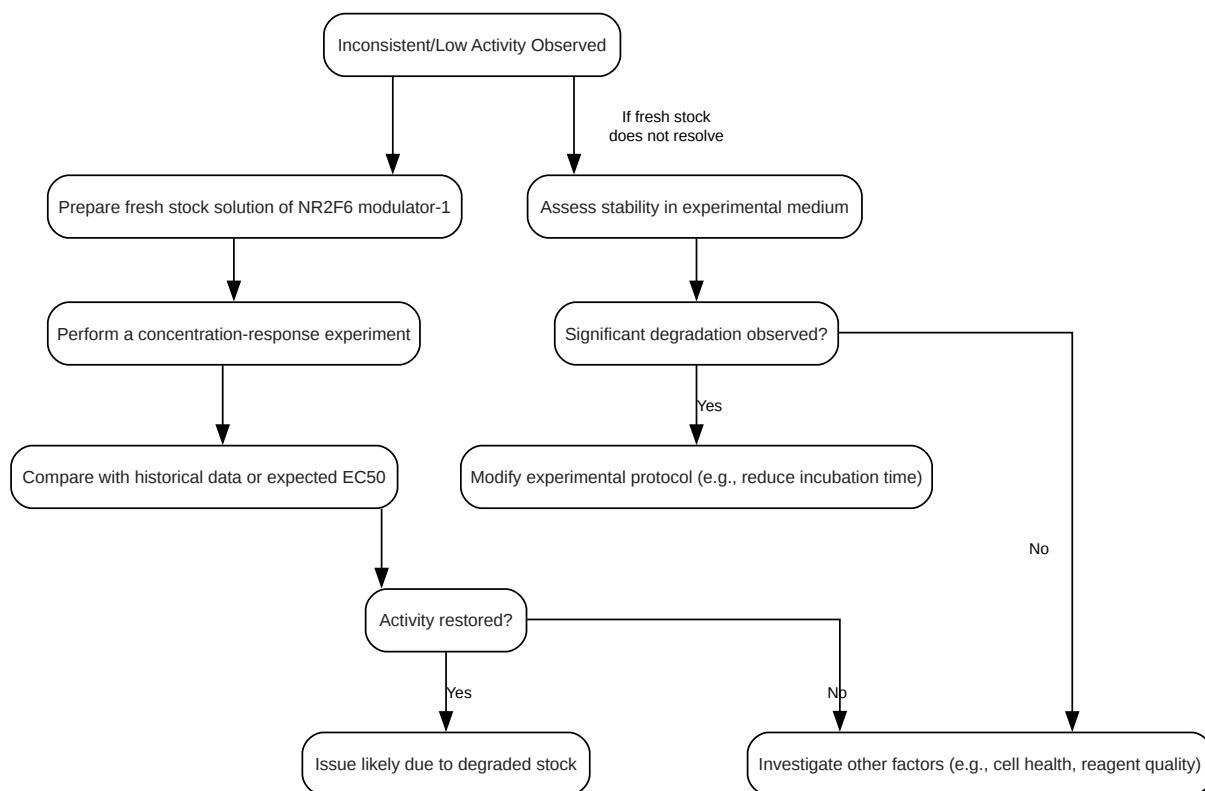 Inconsistent/Low Activity Observed
If fresh stock
does not resolve
Prepare fresh stock solution of NR2F6 modulator-1
Assess stability in experimental medium
Perform a concentration-response experiment
Significant degradation observed?
Yes
Compare with historical data or expected EC50
Modify experimental protocol (e.g., reduce incubation time)
No
Activity restored?
Yes
No
Issue likely due to degraded stock
Investigate other factors (e.g., cell health, reagent quality)